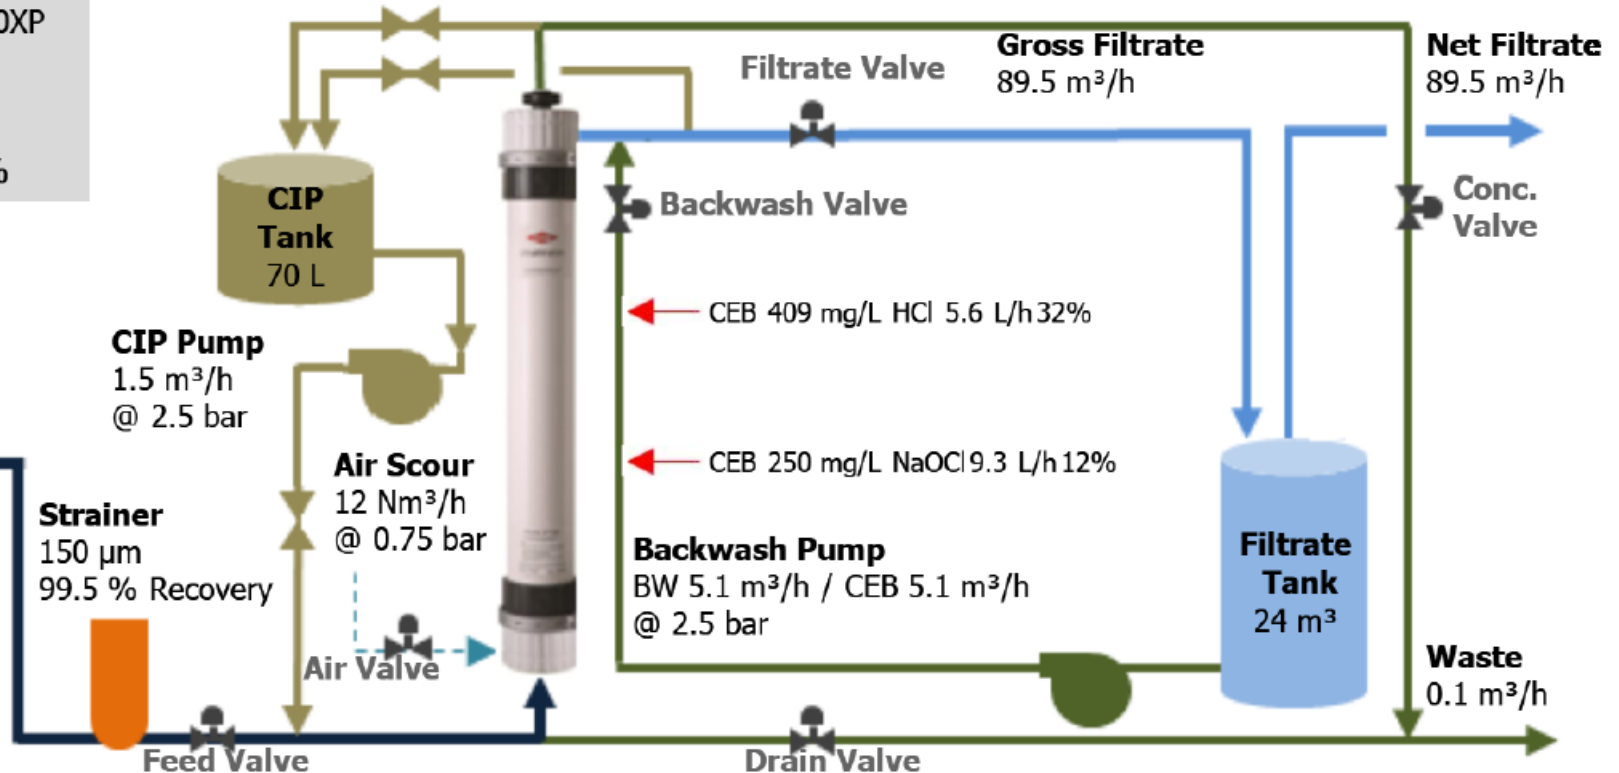 0XP
%
Gross Filtrate
89.5 m³/h
Net Filtrate
89.5 m³/h
Filtrate Valve
CIP
Tank
70 L
Backwash Valve
Conc.
Valve
CEB 409 mg/L HCl 5.6 L/h 32%
CIP Pump
1.5 m³/h
@ 2.5 bar
Air Scour
12 Nm³/h
@ 0.75 bar
CEB 250 mg/L NaOCl 9.3 L/h 12%
Strainer
150 µm
99.5 % Recovery
Backwash Pump
BW 5.1 m³/h / CEB 5.1 m³/h
@ 2.5 bar
Filtrate
Tank
24 m³
Air Valve
Waste
0.1 m³/h
Feed Valve
Drain Valve